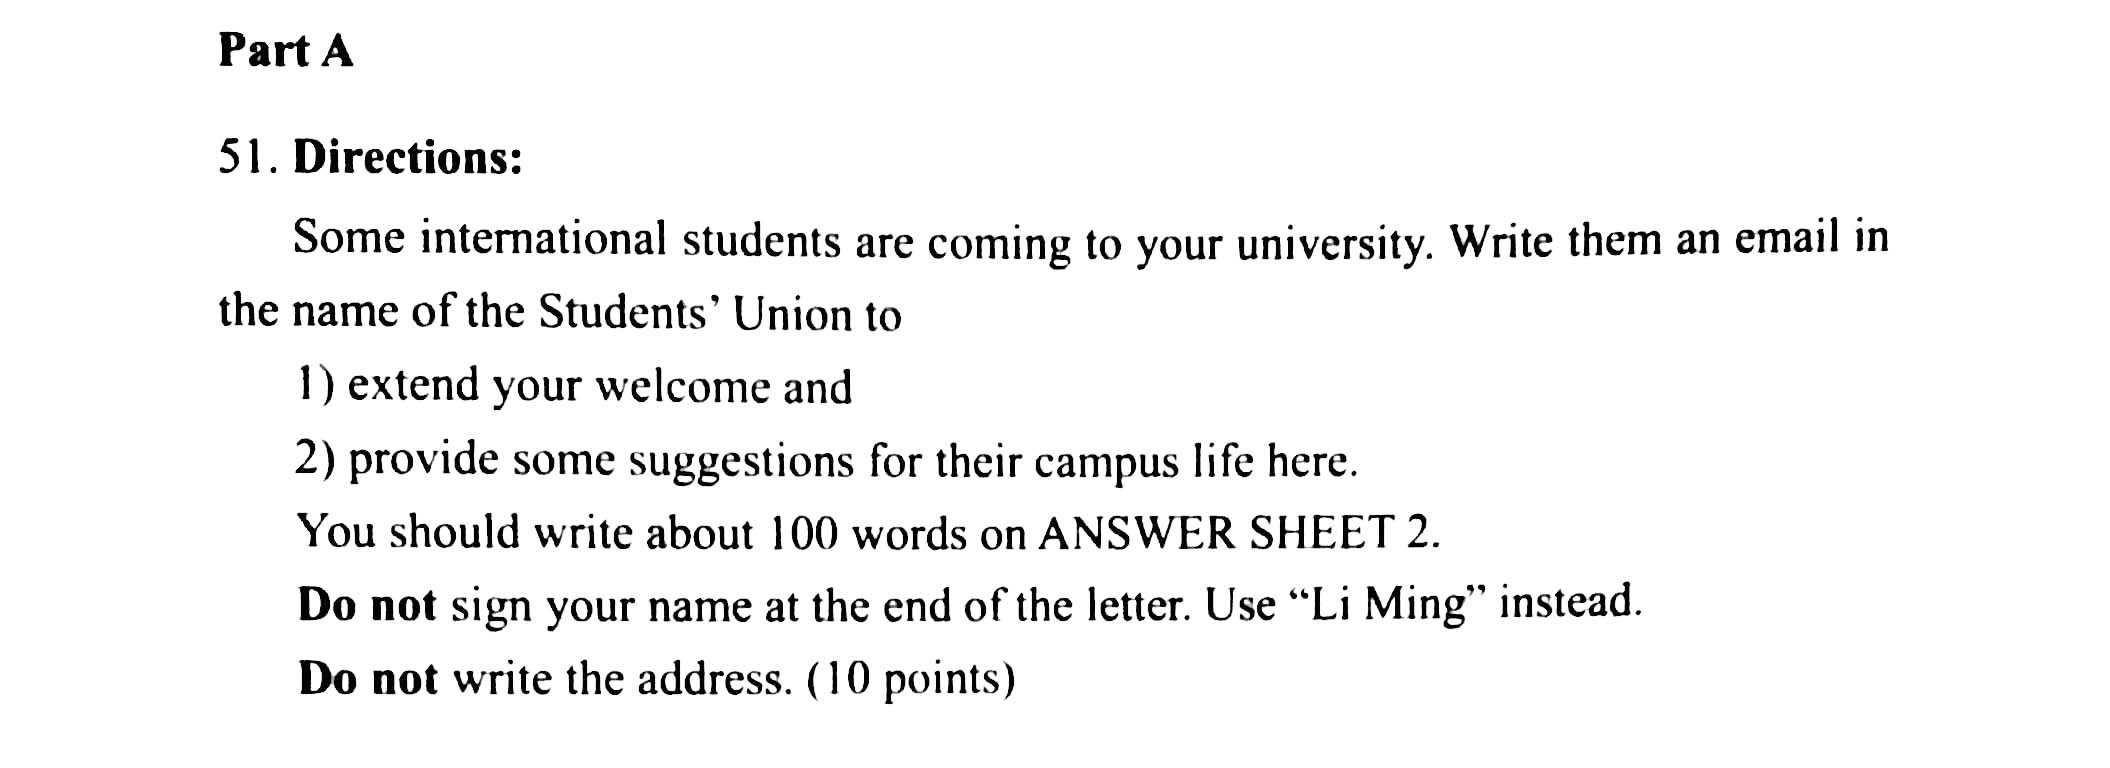 Part A
51. Directions:
Some international students are coming to your university. Write them an email in
the name of the Students’ Union to
1) extend your welcome and
2) provide some suggestions for their campus life here.
You should write about 100 words on ANSWER SHEET 2.
Do not sign your name at the end of the letter. Use “Li Ming” instead.
Do not write the address. (10 points)